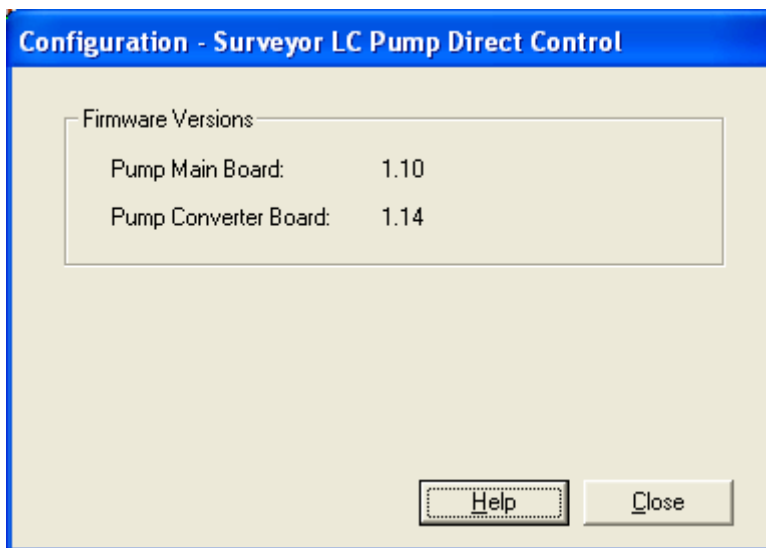 Configuration - Surveyor LC Pump Direct Control
Firmware Versions
Pump Main Board: 1.10
Pump Converter Board: 1.14
Help Close